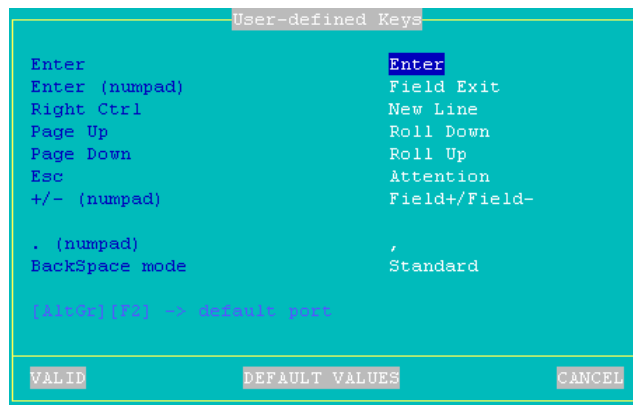 User-defined Keys
Enter Enter
Enter (numpad) Field Exit
Right Ctrl New Line
Page Up Roll Down
Page Down Roll Up
Esc Attention
+/- (numpad) Field+/Field-
. (numpad) ,
BackSpace mode Standard
[AltGr][F2] -> default port
VALID DEFAULT VALUES CANCEL